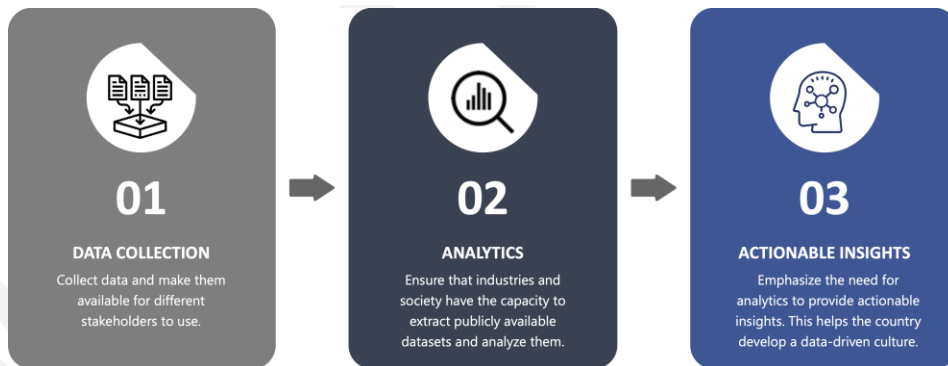 01
DATA COLLECTION
Collect data and make them
available for different
stakeholders to use.
02
ANALYTICS
Ensure that industries and
society have the capacity to
extract publicly available
datasets and analyze them.
03
ACTIONABLE INSIGHTS
Emphasize the need for
analytics to provide actionable
insights. This helps the country
develop a data-driven culture.